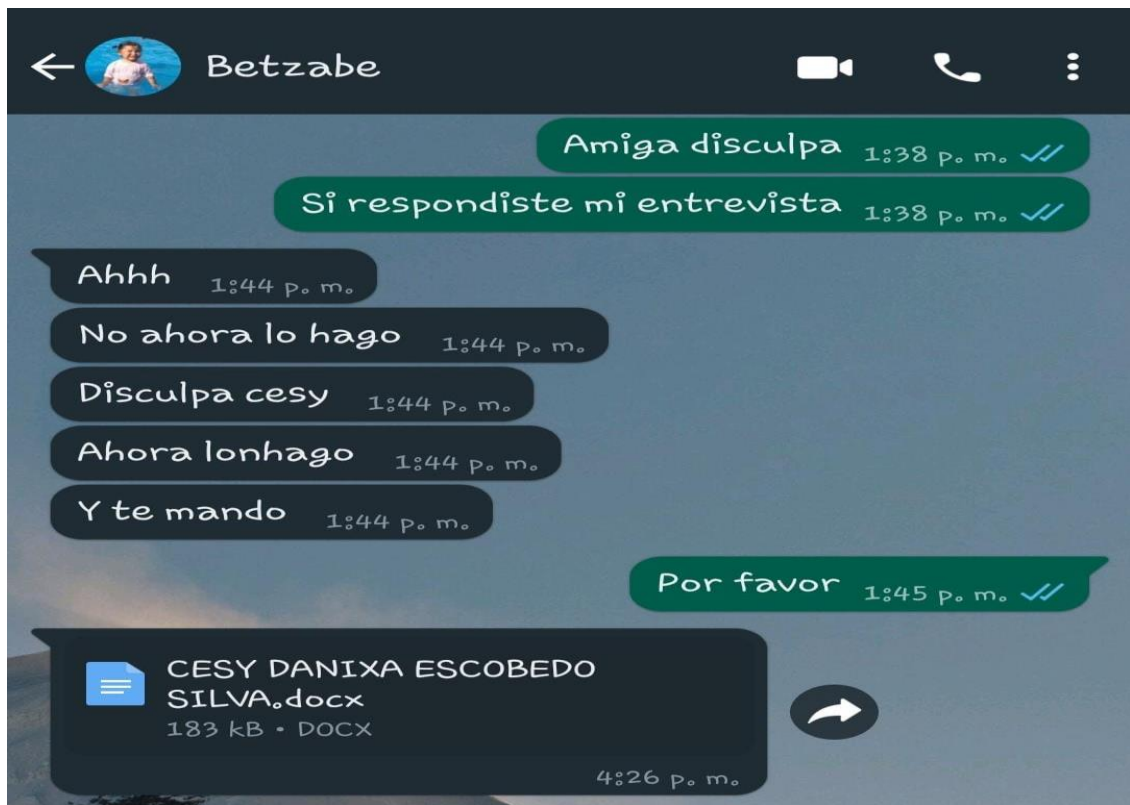 Betzabe
Amiga disculpa 1:38 p. m.
Si respondiste mi entrevista 1:38 p. m.
Ahhh 1:44 p. m.
No ahora lo hago 1:44 p. m.
Disculpa cesy 1:44 p. m.
Ahora lonhago 1:44 p. m.
Y te mando 1:44 p. m.
Por favor 1:45 p. m.
CESY DANIXA ESCOBEDO
SILVA.docx
183 kB • DOCX
4:26 p. m.